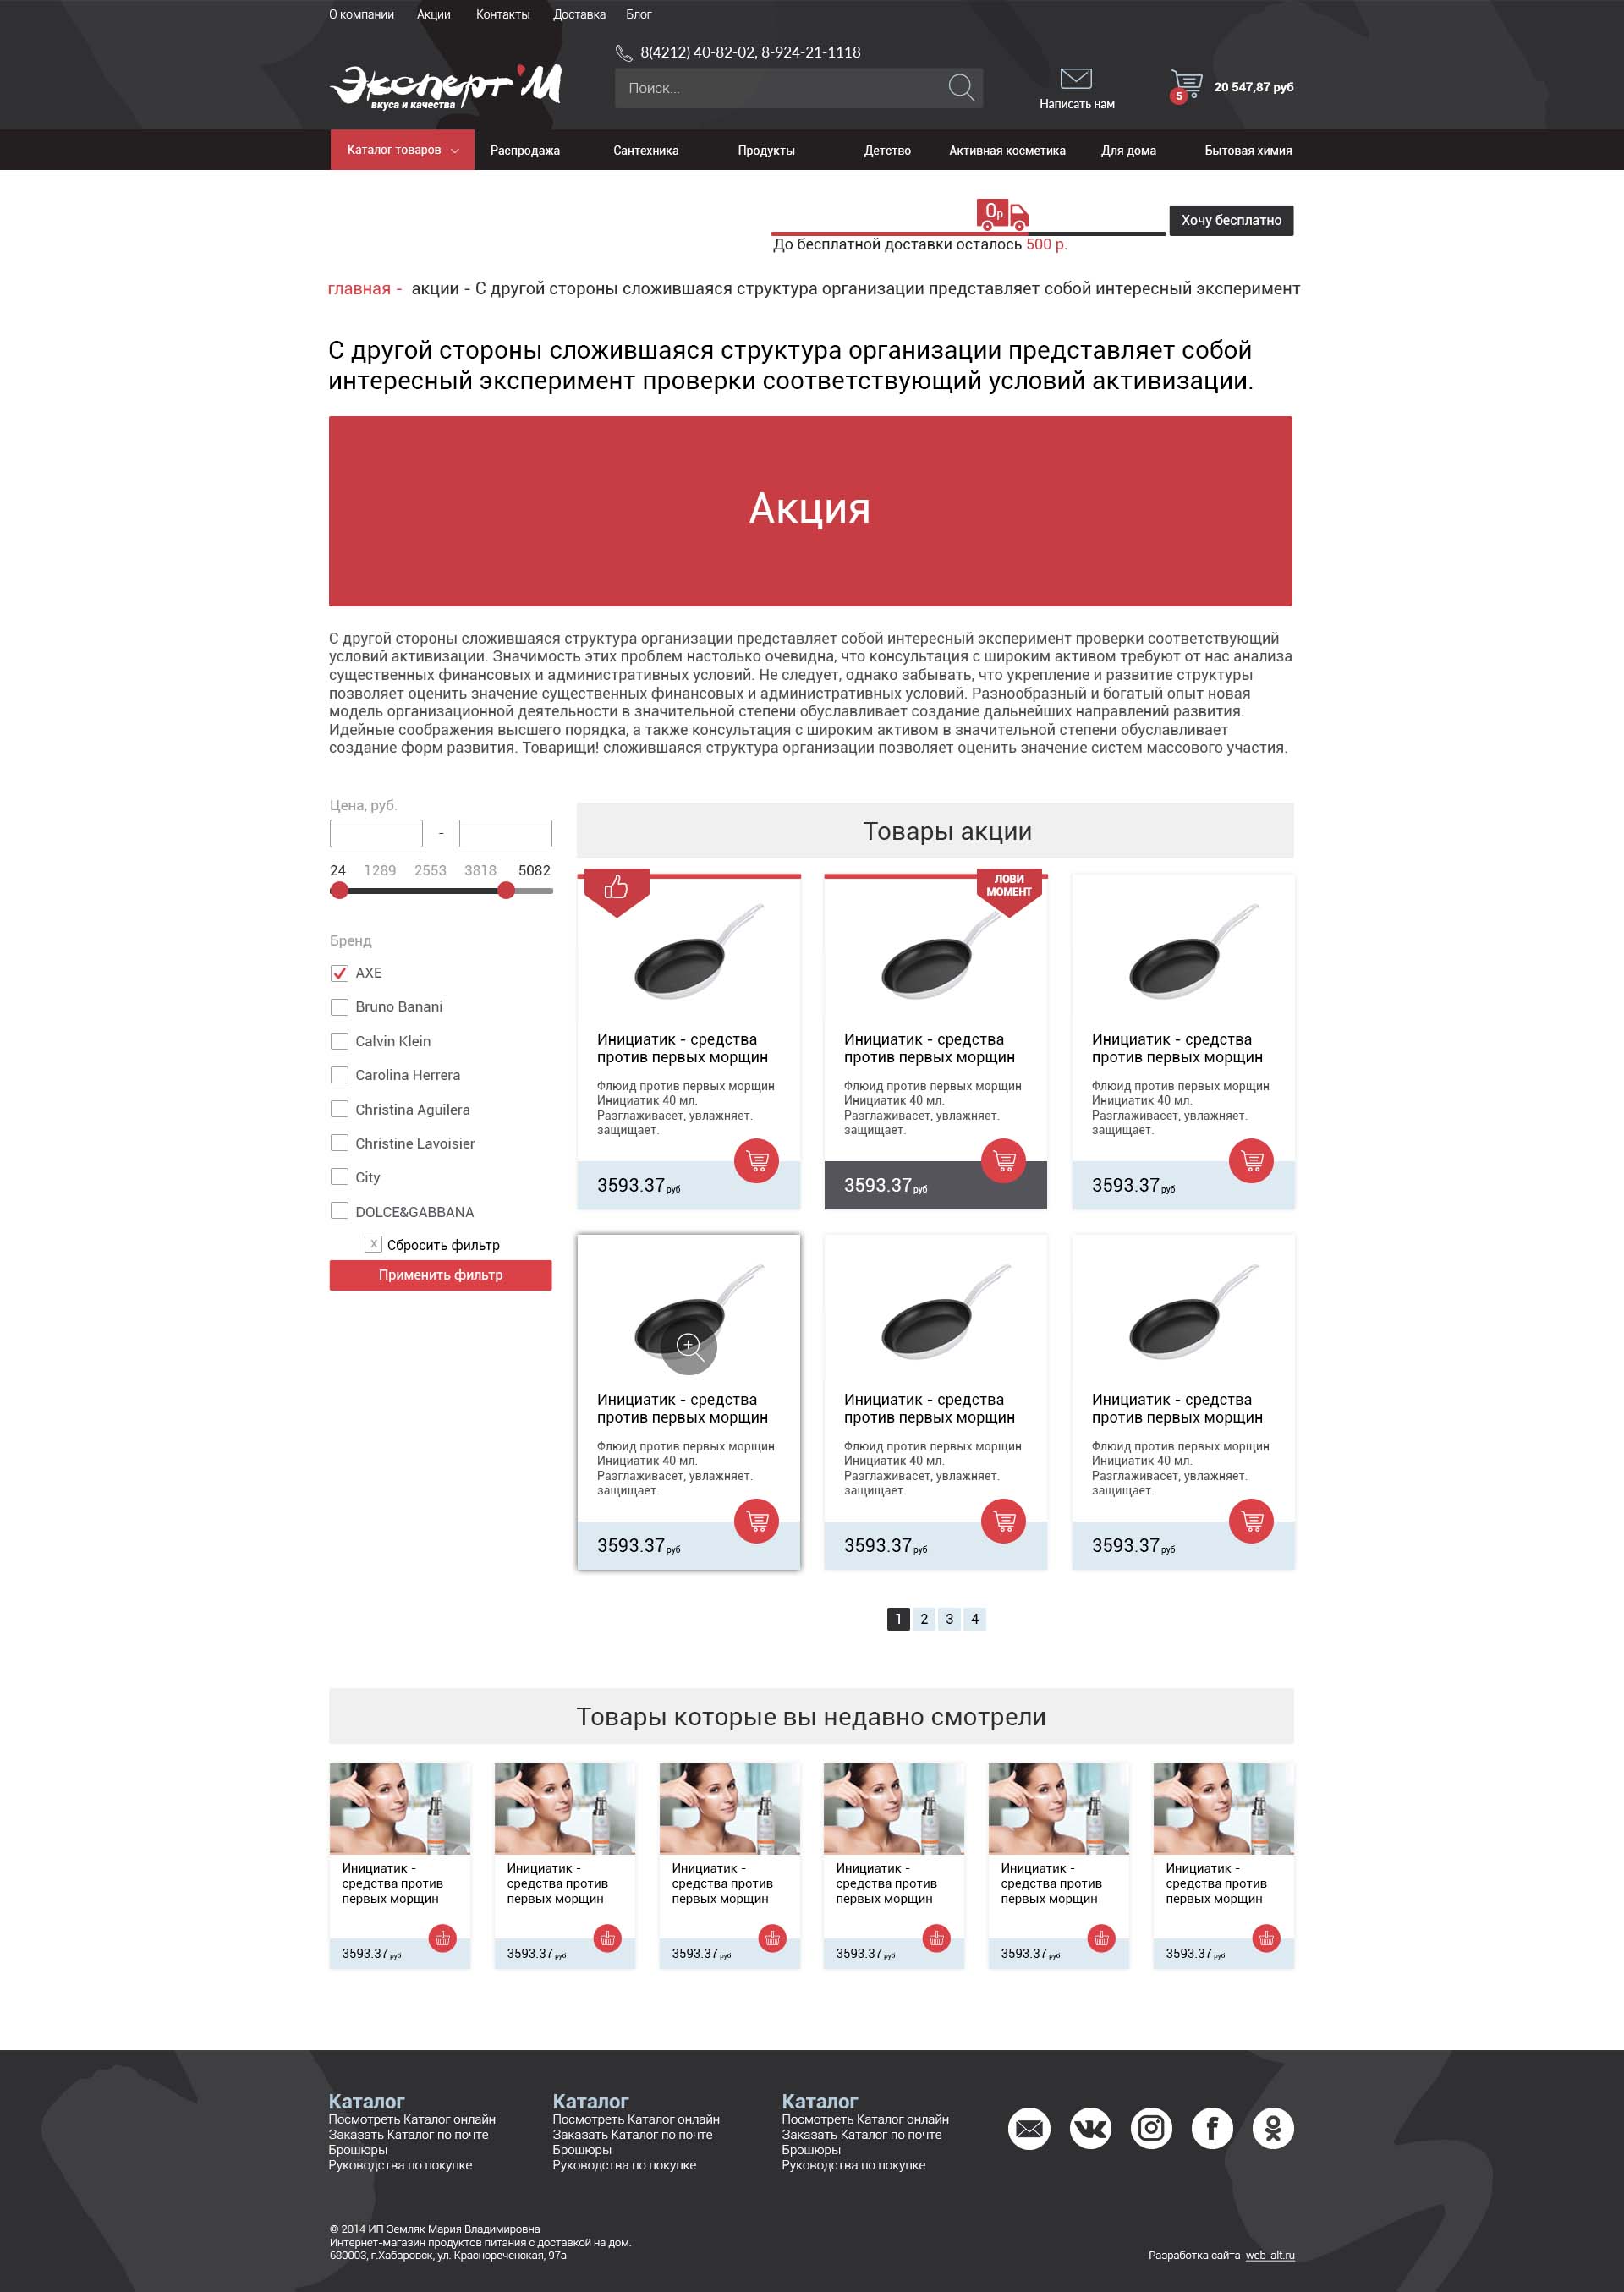 О компании Акции Контакты Доставка Блог
8(4212) 40-82-02, 8-924-21-1118
Эксперт'М
вкуса и качества
Поиск...
Написать нам
5
20 547,87 руб
Каталог товаров Распродажа Сантехника Продукты Детство Активная косметика Для дома Бытовая химия
0р.
Хочу бесплатно
До бесплатной доставки осталось 500 р.
главная - акции - С другой стороны сложившаяся структура организации представляет собой интересный эксперимент
С другой стороны сложившаяся структура организации представляет собой
интересный эксперимент проверки соответствующий условий активизации.
Акция
С другой стороны сложившаяся структура организации представляет собой интересный эксперимент проверки соответствующий
условий активизации. Значимость этих проблем настолько очевидна, что консультация с широким активом требуют от нас анализа
существенных финансовых и административных условий. Не следует, однако забывать, что укрепление и развитие структуры
позволяет оценить значение существенных финансовых и административных условий. Разнообразный и богатый опыт новая
модель организационной деятельности в значительной степени обуславливает создание дальнейших направлений развития.
Идейные соображения высшего порядка, а также консультация с широким активом в значительной степени обуславливает
создание форм развития. Товарищи! сложившаяся структура организации позволяет оценить значение систем массового участия.
Цена, руб.
-
24 1289 2553 3818 5082
Бренд
AXE
Bruno Banani
Calvin Klein
Carolina Herrera
Christina Aguilera
Christine Lavoisier
City
DOLCE&GABBANA
x Сбросить фильтр
Применить фильтр
Товары акции
ЛОВИ
МОМЕНТ
Инициатик - средства
против первых морщин
Флюид против первых морщин
Инициатик 40 мл.
Разглаживасет, увлажняет.
защищает.
3593.37 руб
Инициатик - средства
против первых морщин
Флюид против первых морщин
Инициатик 40 мл.
Разглаживасет, увлажняет.
защищает.
3593.37 руб
Инициатик - средства
против первых морщин
Флюид против первых морщин
Инициатик 40 мл.
Разглаживасет, увлажняет.
защищает.
3593.37 руб
Инициатик - средства
против первых морщин
Флюид против первых морщин
Инициатик 40 мл.
Разглаживасет, увлажняет.
защищает.
3593.37 руб
Инициатик - средства
против первых морщин
Флюид против первых морщин
Инициатик 40 мл.
Разглаживасет, увлажняет.
защищает.
3593.37 руб
Инициатик - средства
против первых морщин
Флюид против первых морщин
Инициатик 40 мл.
Разглаживасет, увлажняет.
защищает.
3593.37 руб
1 2 3 4
Товары которые вы недавно смотрели
Инициатик -
средства против
первых морщин
3593.37 руб
Инициатик -
средства против
первых морщин
3593.37 руб
Инициатик -
средства против
первых морщин
3593.37 руб
Инициатик -
средства против
первых морщин
3593.37 руб
Инициатик -
средства против
первых морщин
3593.37 руб
Инициатик -
средства против
первых морщин
3593.37 руб
Каталог
Посмотреть Каталог онлайн
Заказать Каталог по почте
Брошюры
Руководства по покупке
Каталог
Посмотреть Каталог онлайн
Заказать Каталог по почте
Брошюры
Руководства по покупке
Каталог
Посмотреть Каталог онлайн
Заказать Каталог по почте
Брошюры
Руководства по покупке
© 2014 ИП Земляк Мария Владимировна
Интернет-магазин продуктов питания с доставкой на дом.
680003, г.Хабаровск, ул. Краснореченская, 97а
Разработка сайта web-alt.ru